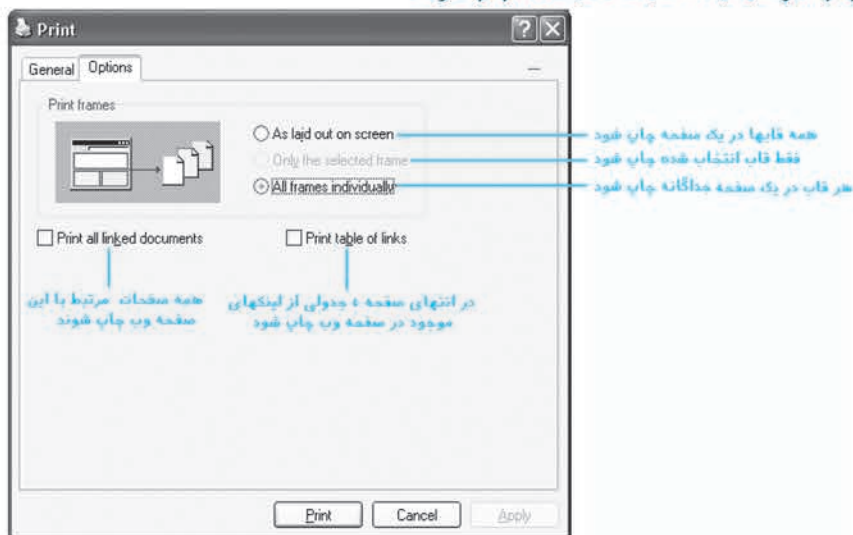 Print
General Options
Print frames
As laid out on screen
همه قابها در یک صفحه چاپ شود
Only the selected frame
فقط قاب انتخاب شده چاپ شود
All frames individually
هر قاب در یک صفحه جداگانه چاپ شود
Print all linked documents
Print table of links
همه صفحات مرتبط با این
صفحه وب چاپ شوند
در انتهای صفحه ، جدولی از لینکهای
موجود در صفحه وب چاپ شود
Print Cancel Apply